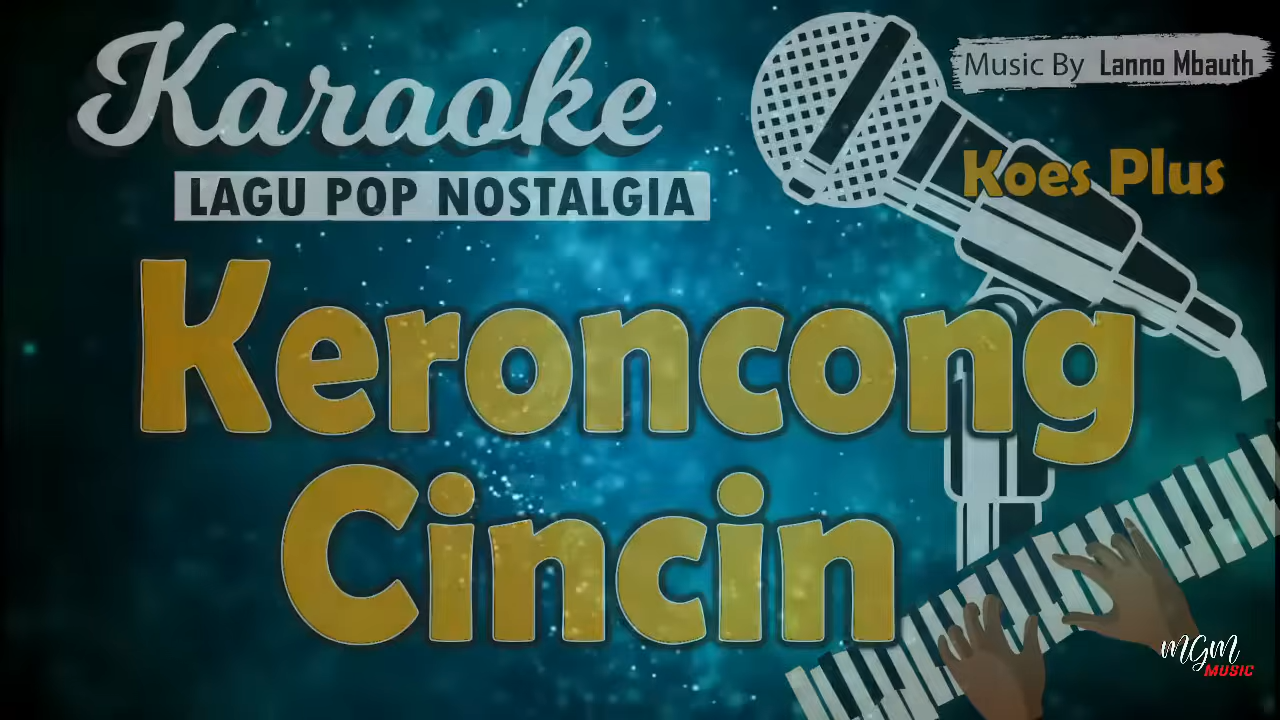 Karaoke
LAGU POP NOSTALGIA
Music By Lanno Mbauth
Koes Plus
Keroncong
Cincin
MGM
MUSIC